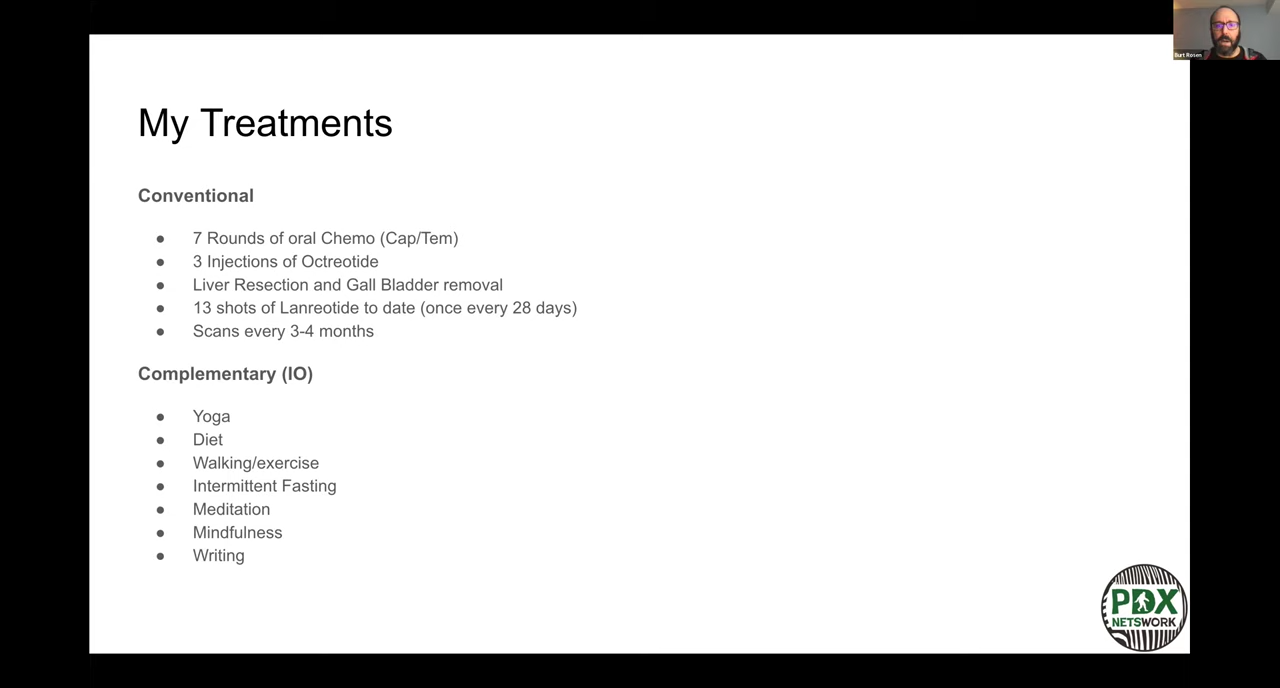 Burt Rosen
My Treatments
Conventional
● 7 Rounds of oral Chemo (Cap/Tem)
● 3 Injections of Octreotide
● Liver Resection and Gall Bladder removal
● 13 shots of Lanreotide to date (once every 28 days)
● Scans every 3-4 months
Complementary (IO)
● Yoga
● Diet
● Walking/exercise
● Intermittent Fasting
● Meditation
● Mindfulness
● Writing
PDX
NETSWORK